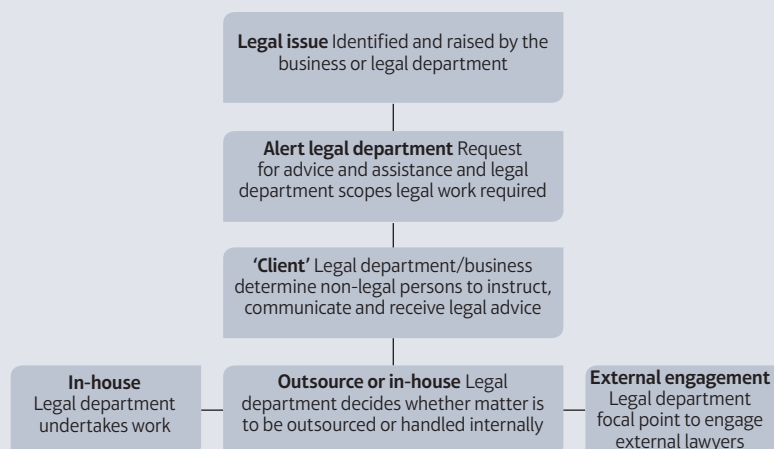 Legal issue Identified and raised by the
business or legal department
Alert legal department Request
for advice and assistance and legal
department scopes legal work required
'Client' Legal department/business
determine non-legal persons to instruct,
communicate and receive legal advice
In-house
Legal department
undertakes work
Outsource or in-house Legal
department decides whether matter is
to be outsourced or handled internally
External engagement
Legal department
focal point to engage
external lawyers